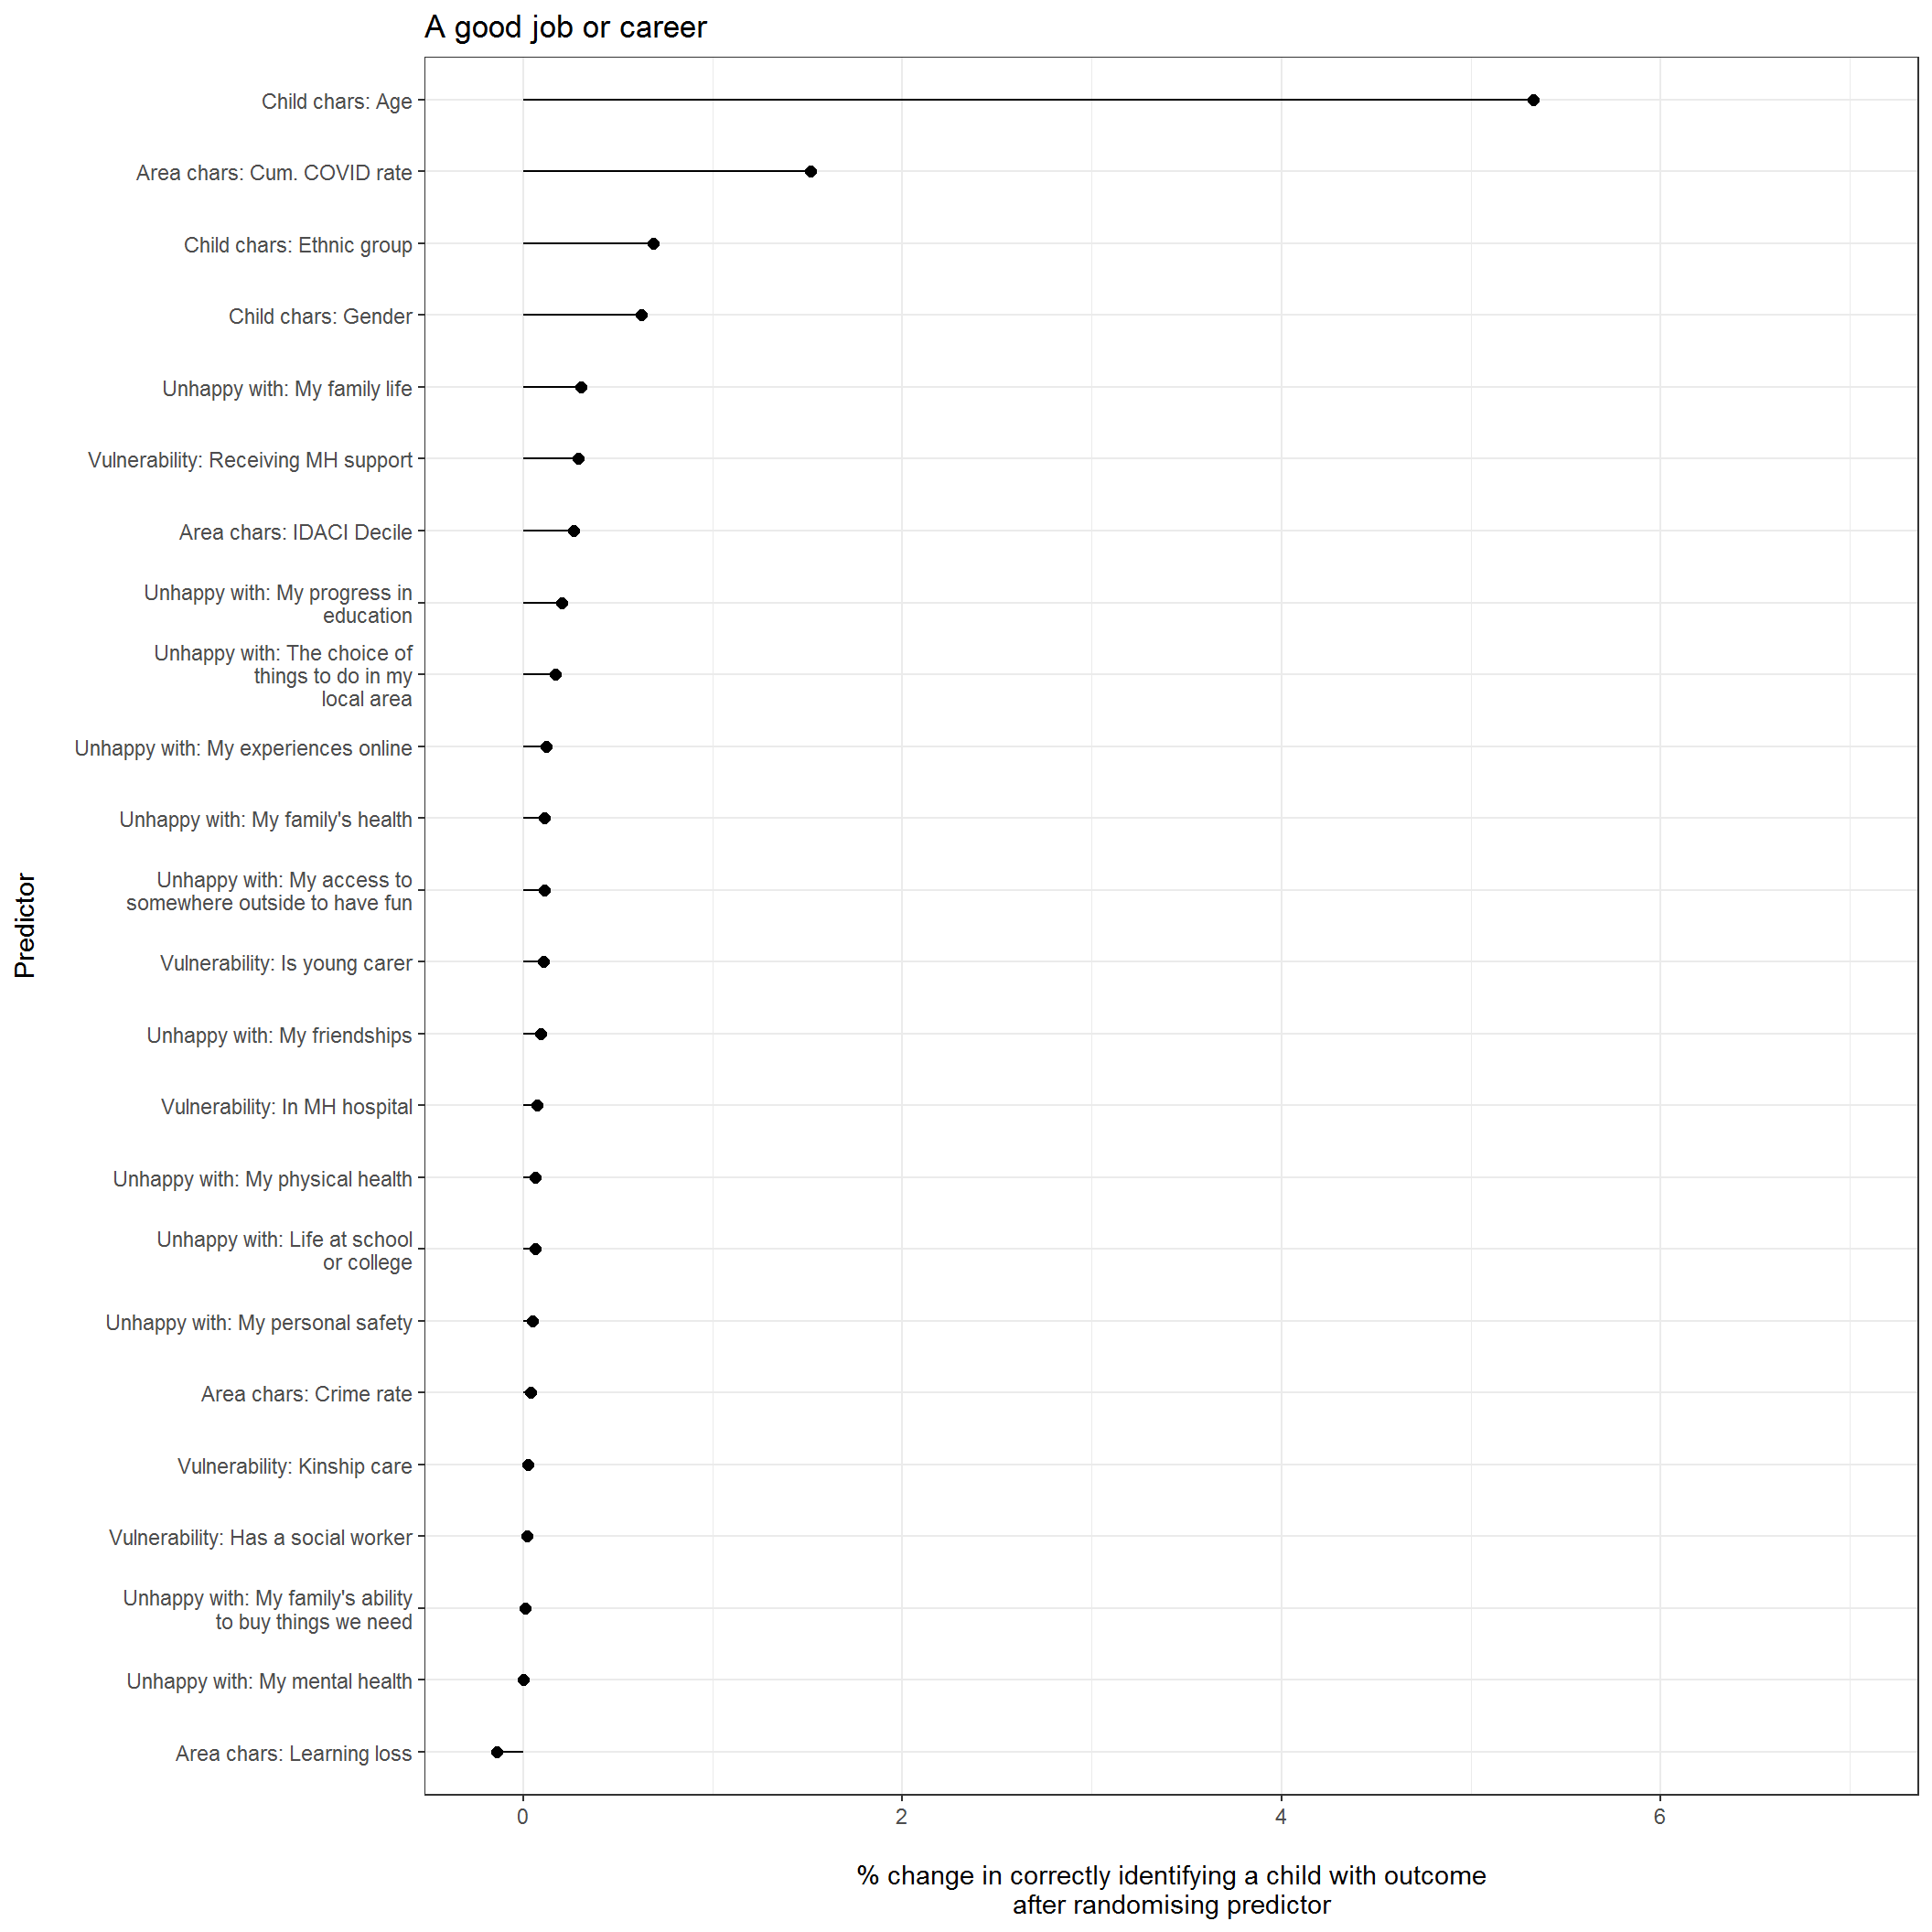 A good job or career
Child chars: Age
Area chars: Cum. COVID rate
Child chars: Ethnic group
Child chars: Gender
Unhappy with: My family life
Vulnerability: Receiving MH support
Area chars: IDACI Decile
Unhappy with: My progress in
education
Unhappy with: The choice of
things to do in my
local area
Unhappy with: My experiences online
Unhappy with: My family's health
Unhappy with: My access to
somewhere outside to have fun
Vulnerability: Is young carer
Unhappy with: My friendships
Vulnerability: In MH hospital
Unhappy with: My physical health
Unhappy with: Life at school
or college
Unhappy with: My personal safety
Area chars: Crime rate
Vulnerability: Kinship care
Vulnerability: Has a social worker
Unhappy with: My family's ability
to buy things we need
Unhappy with: My mental health
Area chars: Learning loss
Predictor
0 2 4 6
% change in correctly identifying a child with outcome
after randomising predictor